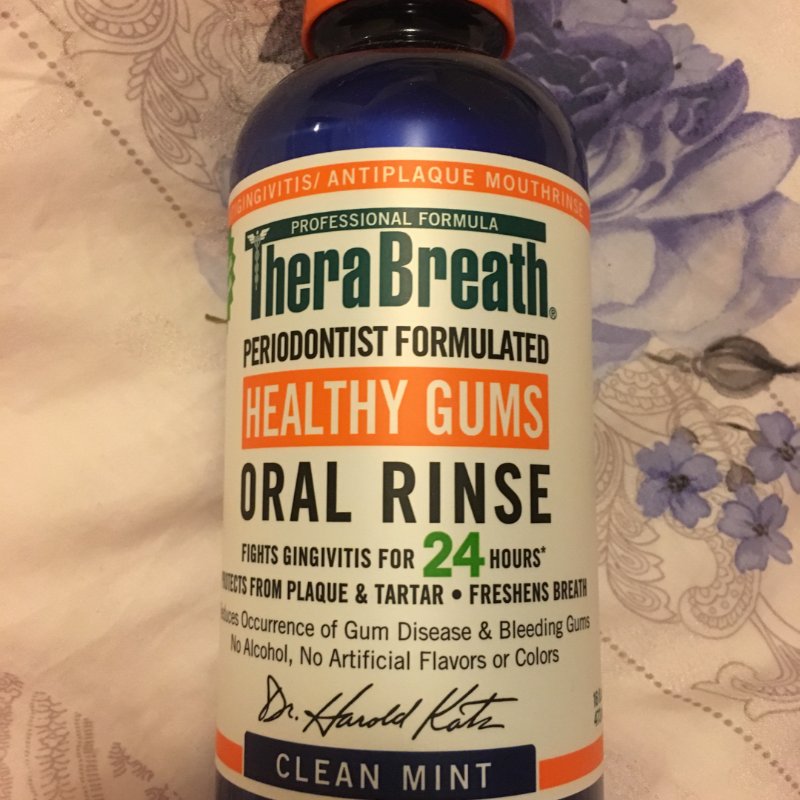 GINGIVITIS/ ANTIPLAQUE MOUTHRINSE
PROFESSIONAL FORMULA
TheraBreath®
PERIODONTIST FORMULATED
HEALTHY GUMS
ORAL RINSE
FIGHTS GINGIVITIS FOR 24 HOURS*
FROM PLAQUE & TARTAR • FRESHENS BREATH
Occurrence of Gum Disease & Bleeding Gums
No Alcohol, No Artificial Flavors or Colors
Dr. Harold Katz
CLEAN MINT